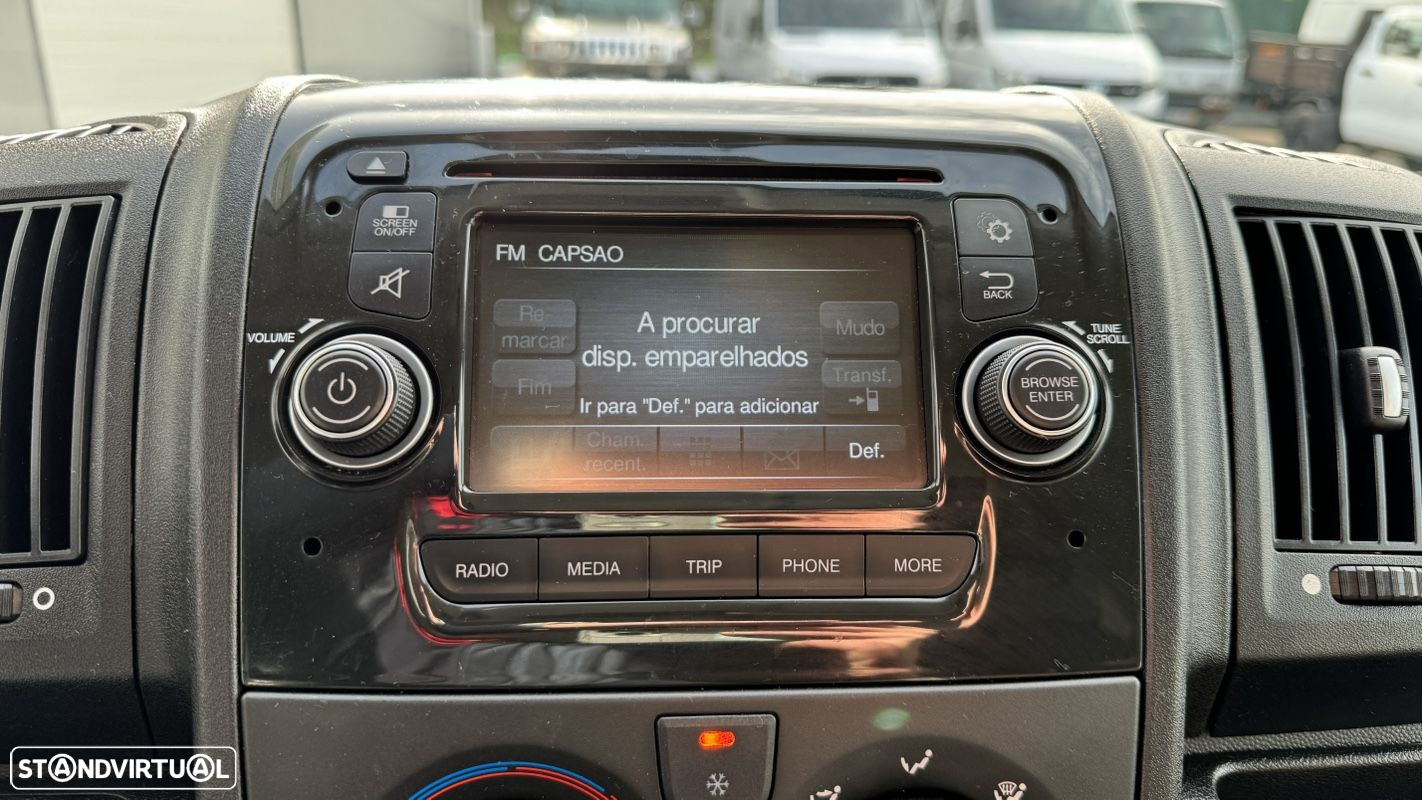 SCREEN
ON/OFF
VOLUME
FM CAPSAO
Re-
marcar
A procurar
disp. emparelhados
Mudo
Fim
Transf.
Ir para "Def." para adicionar
Cham.
recent.
Def.
BACK
TUNE
SCROLL
BROWSE
ENTER
RADIO
MEDIA
TRIP
PHONE
MORE
STANDVIRTUAL